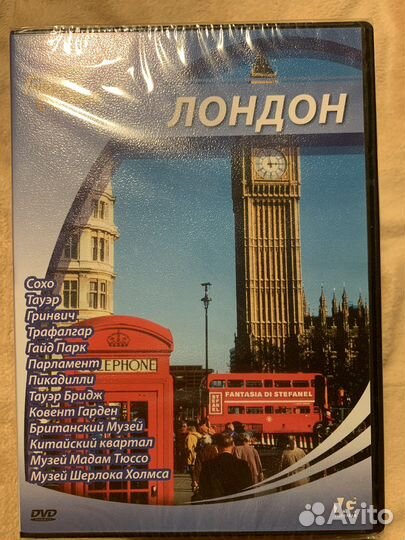 ЛОНДОН
Сохо
Тауэр
Гринвич
Трафалгар
Гайд Парк
Парламент
TELEPHONE
Пикадилли
FANTASIA DI STEFANEL
Тауэр Бридж
Ковент Гарден
Британский Музей
Китайский квартал
Музей Мадам Тюссо
Музей Шерлока Холмса
DVD
Avito